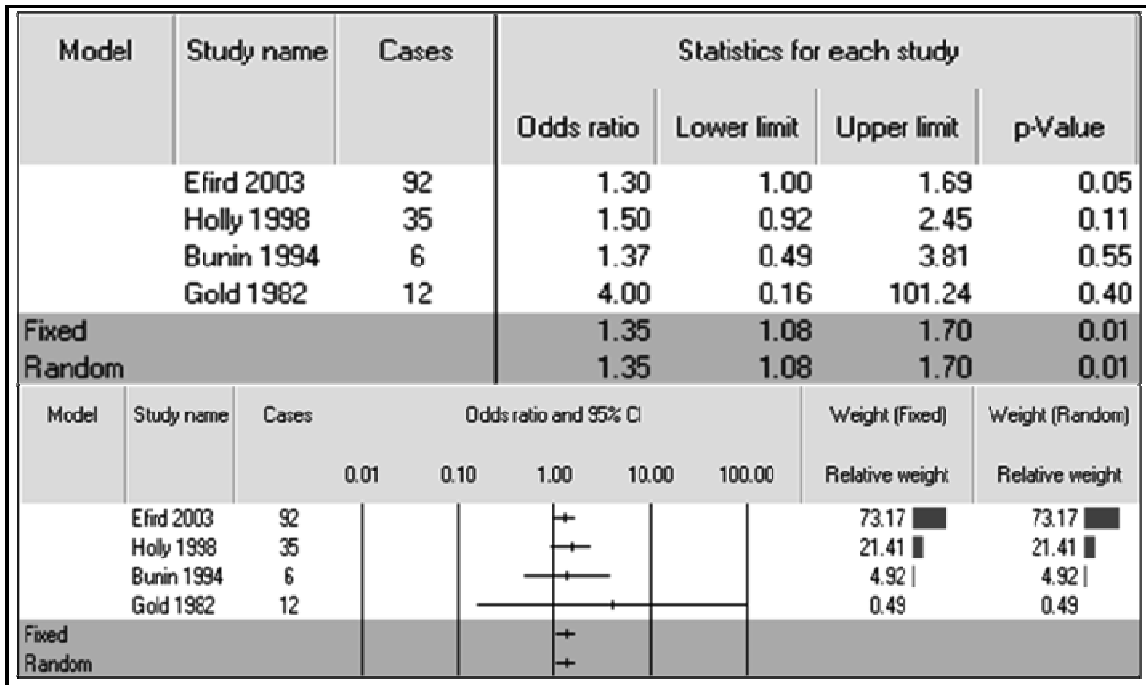 Model Study name Cases Statistics for each study
Odds ratio Lower limit Upper limit p-Value
Efird 2003 92 1.30 1.00 1.69 0.05
Holly 1998 35 1.50 0.92 2.45 0.11
Bunin 1994 6 1.37 0.49 3.81 0.55
Gold 1982 12 4.00 0.16 101.24 0.40
Fixed 1.35 1.08 1.70 0.01
Random 1.35 1.08 1.70 0.01
Model Study name Cases Odds ratio and 95% CI Weight (Fixed) Weight (Random)
0.01 0.10 1.00 10.00 100.00 Relative weight Relative weight
Efird 2003 92 73.17 73.17
Holly 1998 35 21.41 21.41
Bunin 1994 6 4.92 4.92
Gold 1982 12 0.49 0.49
Fixed
Random